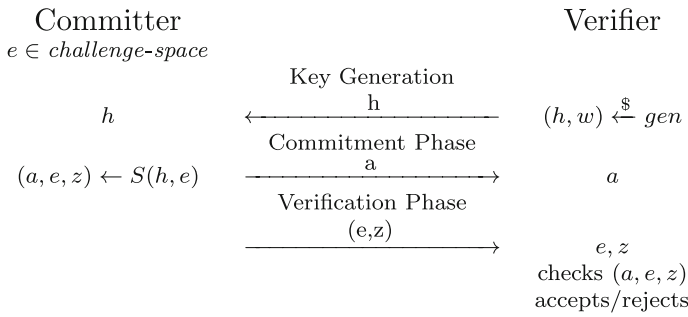 Committer Verifier
e ∈ challenge-space
Key Generation
h h (h, w) <-$ gen
Commitment Phase
(a, e, z) ← S(h, e) a a
Verification Phase
(e,z)
e, z
checks (a, e, z)
accepts/rejects